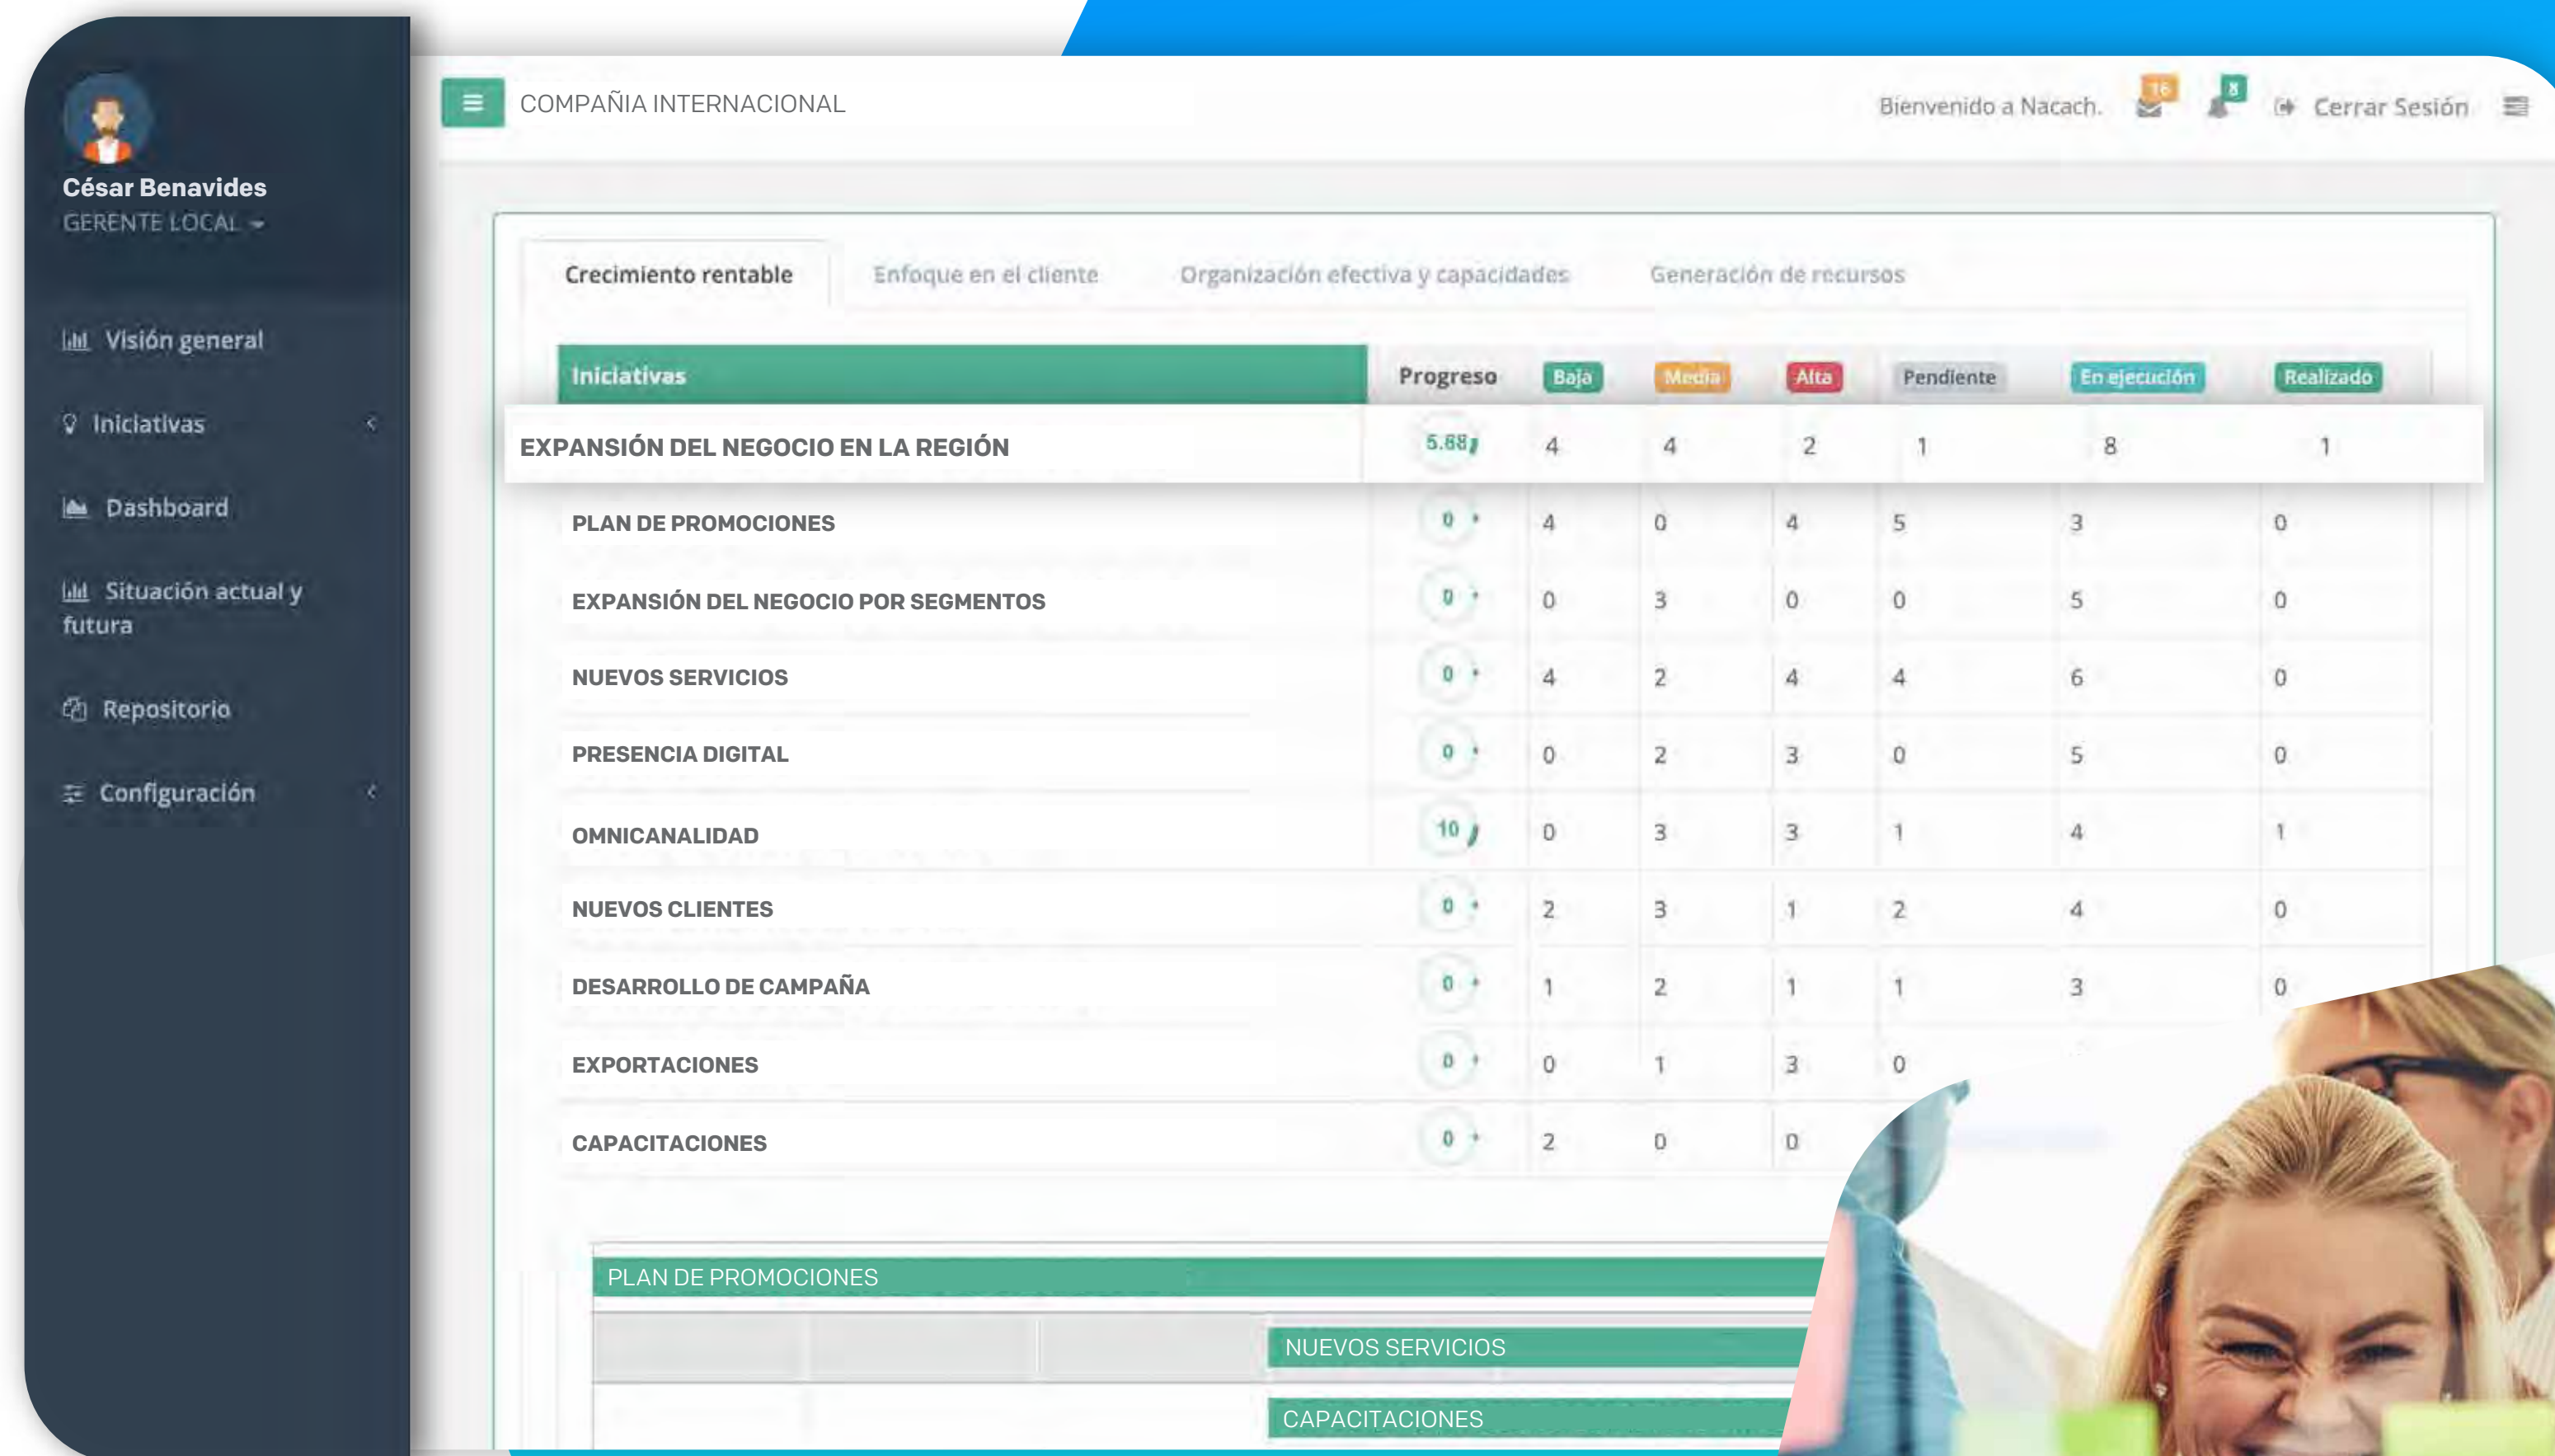 César Benavides
GERENTE LOCAL
Visión general
Iniciativas
Dashboard
Situación actual y
futura
Repositorio
Configuración
COMPAÑIA INTERNACIONAL
Bienvenido a Nacach. 16 8 Cerrar Sesión
Crecimiento rentable Enfoque en el cliente Organización efectiva y capacidades Generación de recursos
Iniciativas Progreso Baja Media Alta Pendiente En ejecución Realizado
EXPANSIÓN DEL NEGOCIO EN LA REGIÓN 5.88 4 4 2 1 8 1
PLAN DE PROMOCIONES 0 4 0 4 5 3 0
EXPANSIÓN DEL NEGOCIO POR SEGMENTOS 0 0 3 0 0 5 0
NUEVOS SERVICIOS 0 4 2 4 4 6 0
PRESENCIA DIGITAL 0 0 2 3 0 5 0
OMNICANALIDAD 10 0 3 3 1 4 1
NUEVOS CLIENTES 0 2 3 1 2 4 0
DESARROLLO DE CAMPAÑA 0 1 2 1 1 3 0
EXPORTACIONES 0 0 1 3 0
CAPACITACIONES 0 2 0 0
PLAN DE PROMOCIONES
NUEVOS SERVICIOS
CAPACITACIONES